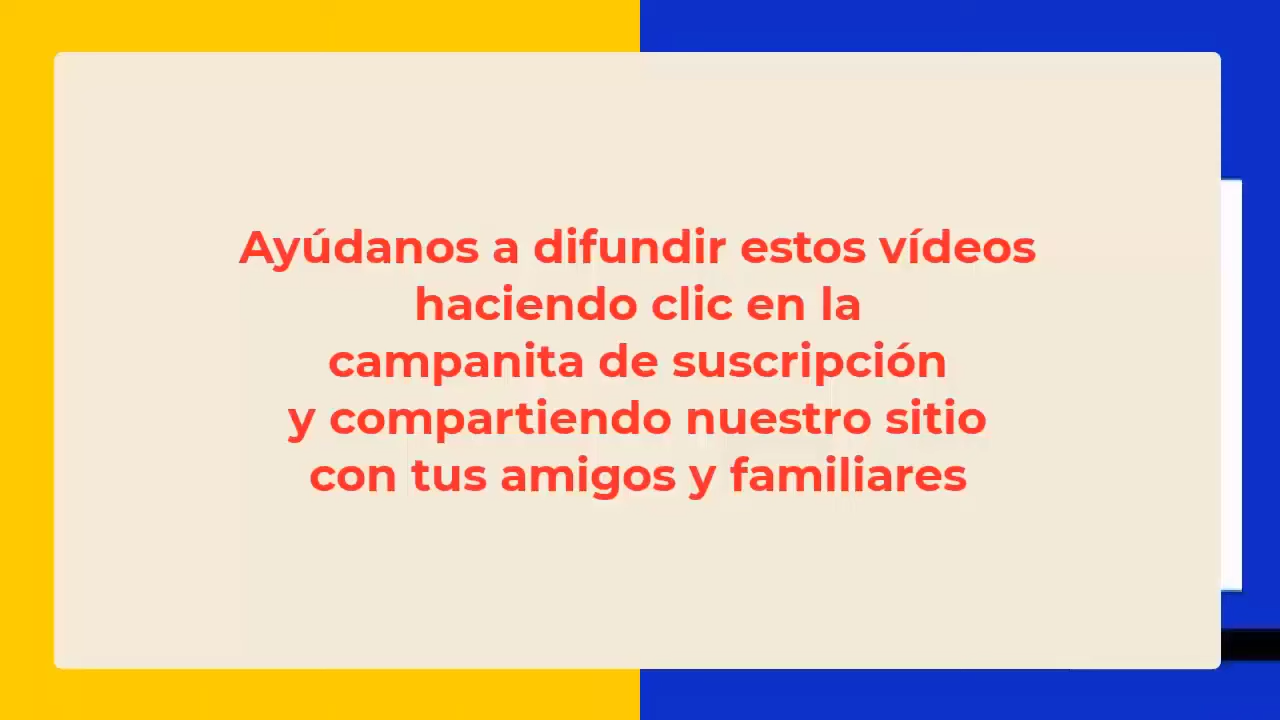 Ayúdanos a difundir estos vídeos
haciendo clic en la
campanita de suscripción
y compartiendo nuestro sitio
con tus amigos y familiares